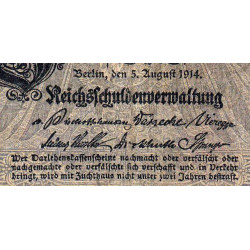 Berlin, den 5. August 1914.
Reichsschuldenverwaltung
Wer Darlehenskassenscheine nachmacht oder verfälscht oder
nachgemachte oder verfälschte sich verschafft und in Verkehr
bringt, wird mit Zuchthaus nicht unter zwei Jahren bestraft.